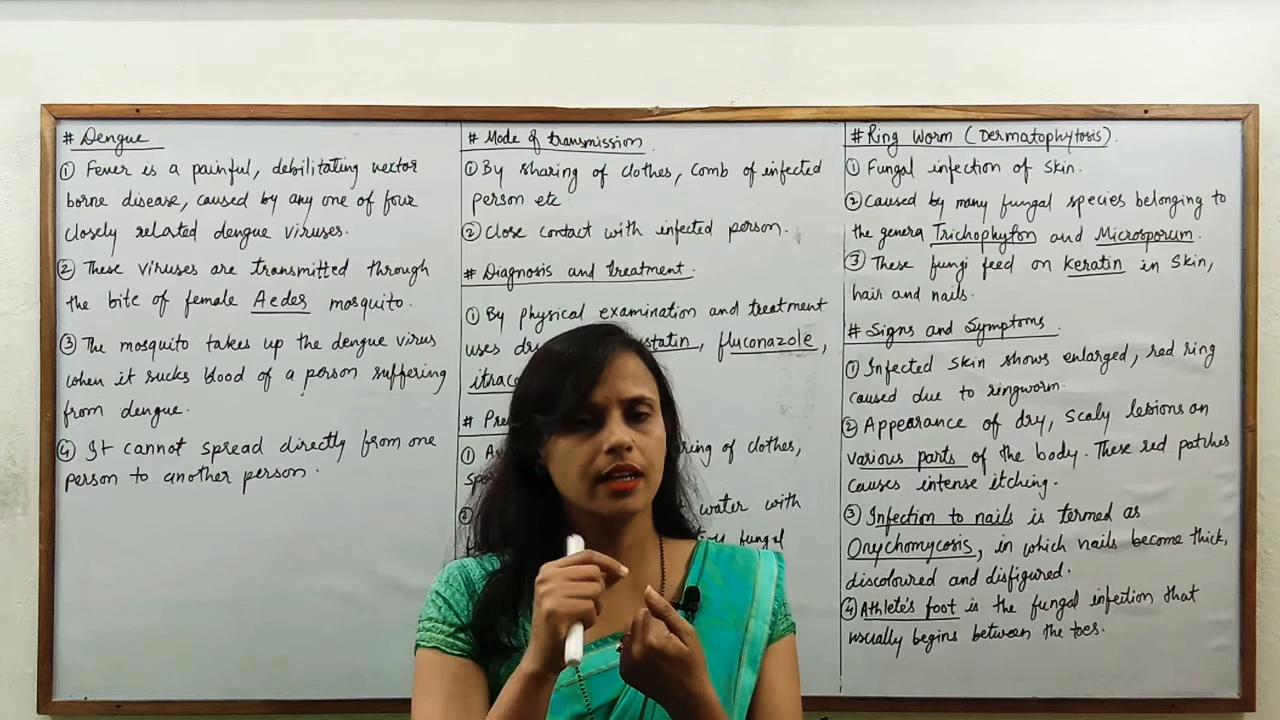 # Dengue
① Fever is a painful, debilitating vector
borne disease, caused by any one of four
closely related dengue viruses.
② These viruses are transmitted through
the bite of female Aedes mosquito.
③ The mosquito takes up the dengue virus
when it sucks blood of a person suffering
from dengue.
④ It cannot spread directly from one
person to another person.
# Mode of transmission
① By sharing of clothes, comb of infected
person etc
② Close contact with infected person.
# Diagnosis and treatment.
① By physical examination and treatment
uses fluconazole,
#
①
of clothes,
②
water with
fungal
# Ring Worm (Dermatophytosis).
① Fungal infection of skin.
② Caused by many fungal species belonging to
the genera Trichophyton and Microsporum.
③ These fungi feed on keratin in skin,
hair and nails.
# Signs and Symptoms.
① Infected skin shows enlarged, red ring
caused due to ringworm.
② Appearance of dry, scaly lesions on
various parts of the body. These red patches
causes intense itching.
③ Infection to nails is termed as
Onychomycosis, in which nails become thick,
discoloured and disfigured.
④ Athlete's foot is the fungal infection that
usually begins between the toes.